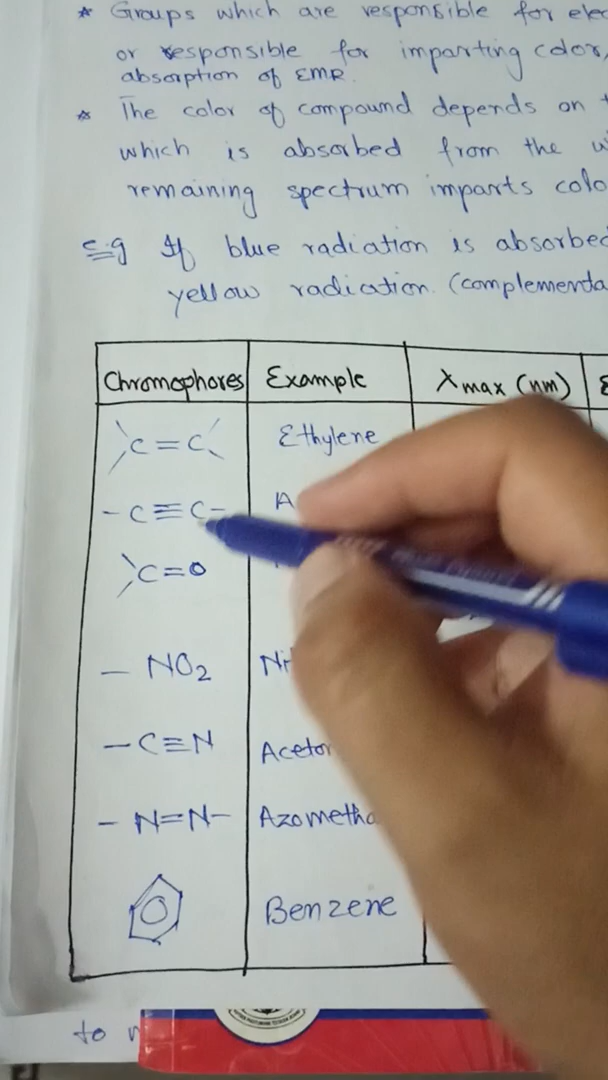 * Groups which are responsible for
or responsible for imparting color,
absorption of EMR.
* The color of compound depends on
which is absorbed from the
remaining spectrum imparts
e.g If blue radiation is absorbed
yellow radiation. (complementa
Chromophores Example λmax (nm)
>C=C< Ethylene
-C≡C- A
>C=O
- NO2
-C≡N
- N=N-
Benzene
to